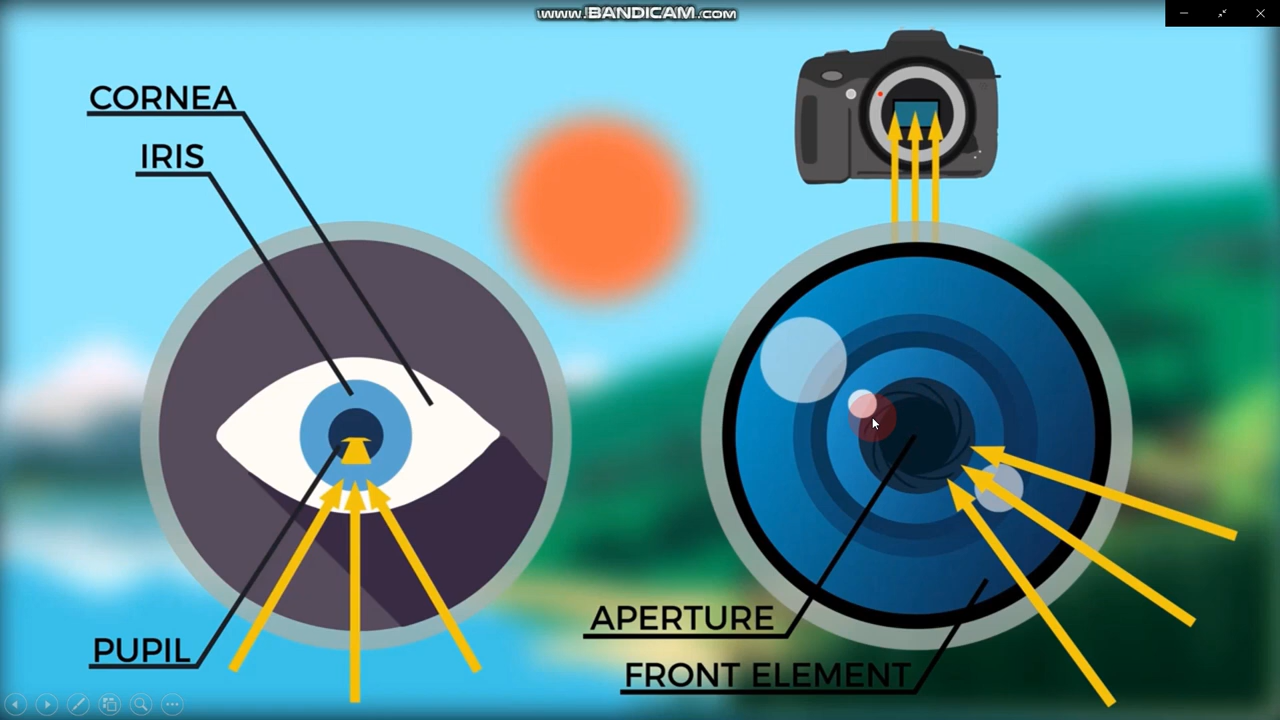 www.BANDICAM.com
CORNEA
IRIS
PUPIL
APERTURE
FRONT ELEMENT